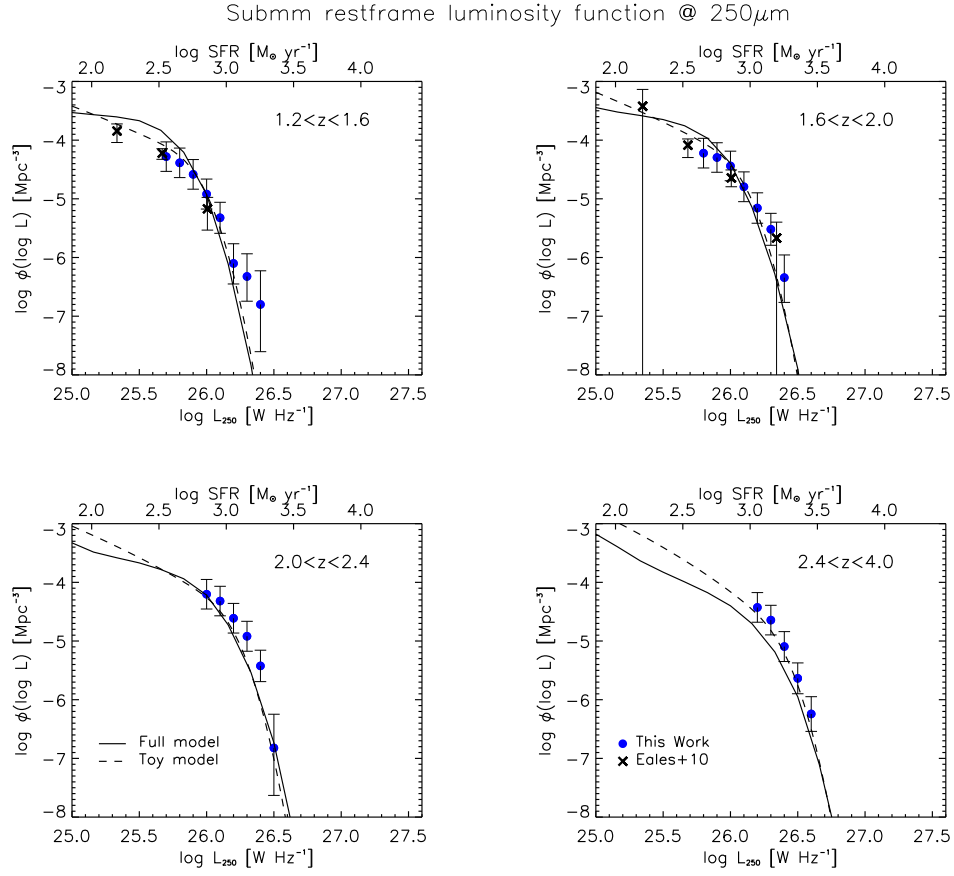 Submm restframe luminosity function @ 250μm
log SFR [M⊙ yr⁻¹]
2.0 2.5 3.0 3.5 4.0
1.2<z<1.6
log φ(log L) [Mpc⁻³]
−3
−4
−5
−6
−7
−8
25.0 25.5 26.0 26.5 27.0 27.5
log L₂₅₀ [W Hz⁻¹]
log SFR [M⊙ yr⁻¹]
2.0 2.5 3.0 3.5 4.0
1.6<z<2.0
log φ(log L) [Mpc⁻³]
−3
−4
−5
−6
−7
−8
25.0 25.5 26.0 26.5 27.0 27.5
log L₂₅₀ [W Hz⁻¹]
log SFR [M⊙ yr⁻¹]
2.0 2.5 3.0 3.5 4.0
2.0<z<2.4
log φ(log L) [Mpc⁻³]
−3
−4
−5
−6
−7
−8
Full model
Toy model
25.0 25.5 26.0 26.5 27.0 27.5
log L₂₅₀ [W Hz⁻¹]
log SFR [M⊙ yr⁻¹]
2.0 2.5 3.0 3.5 4.0
2.4<z<4.0
log φ(log L) [Mpc⁻³]
−3
−4
−5
−6
−7
−8
This Work
Eales+10
25.0 25.5 26.0 26.5 27.0 27.5
log L₂₅₀ [W Hz⁻¹]